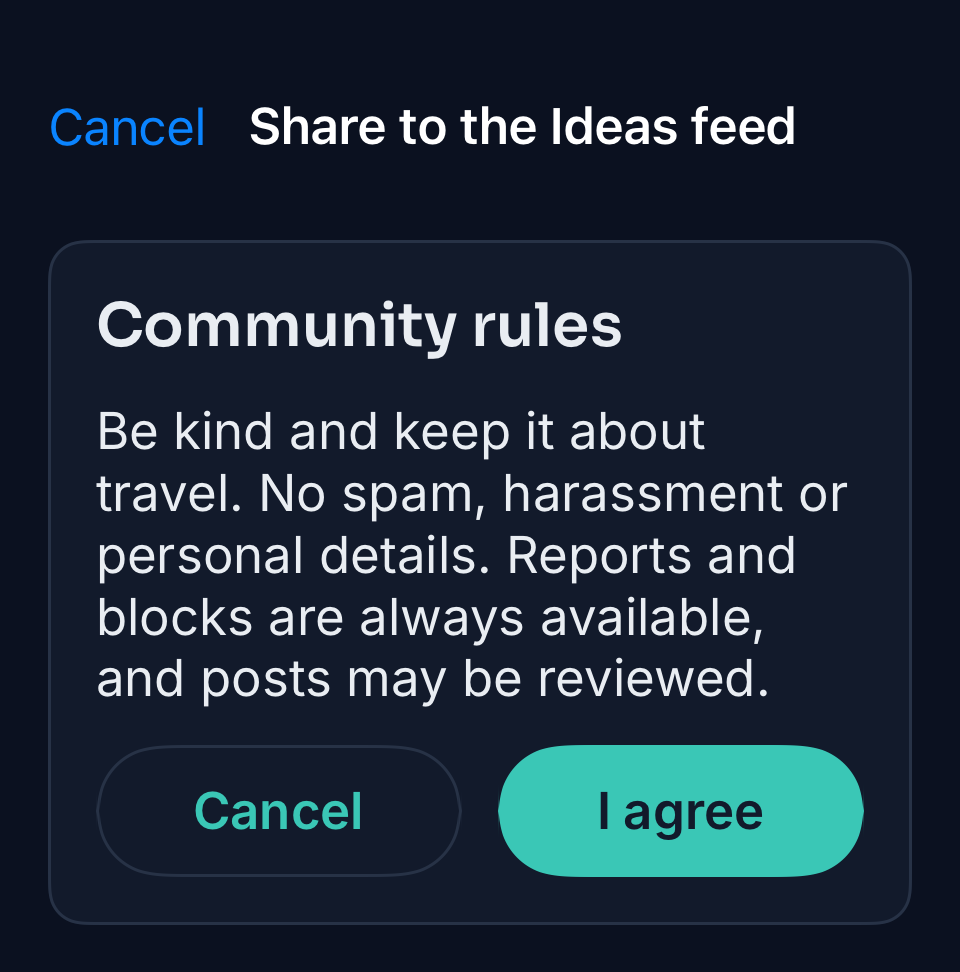 Cancel Share to the Ideas feed
Community rules
Be kind and keep it about
travel. No spam, harassment or
personal details. Reports and
blocks are always available,
and posts may be reviewed.
Cancel I agree